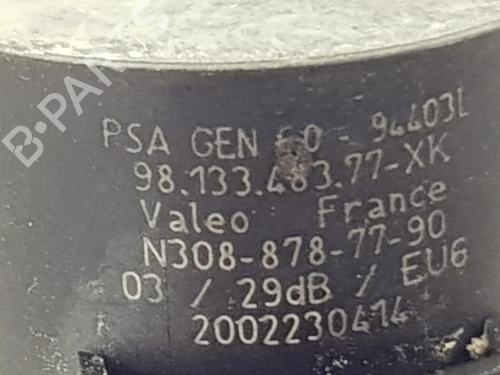 B-PARTS
PSA GEN 6.0 - 94403L
98.133.483.77-XK
Valeo France
N308-878-77-90
03 / 29dB / EU6
2002230414